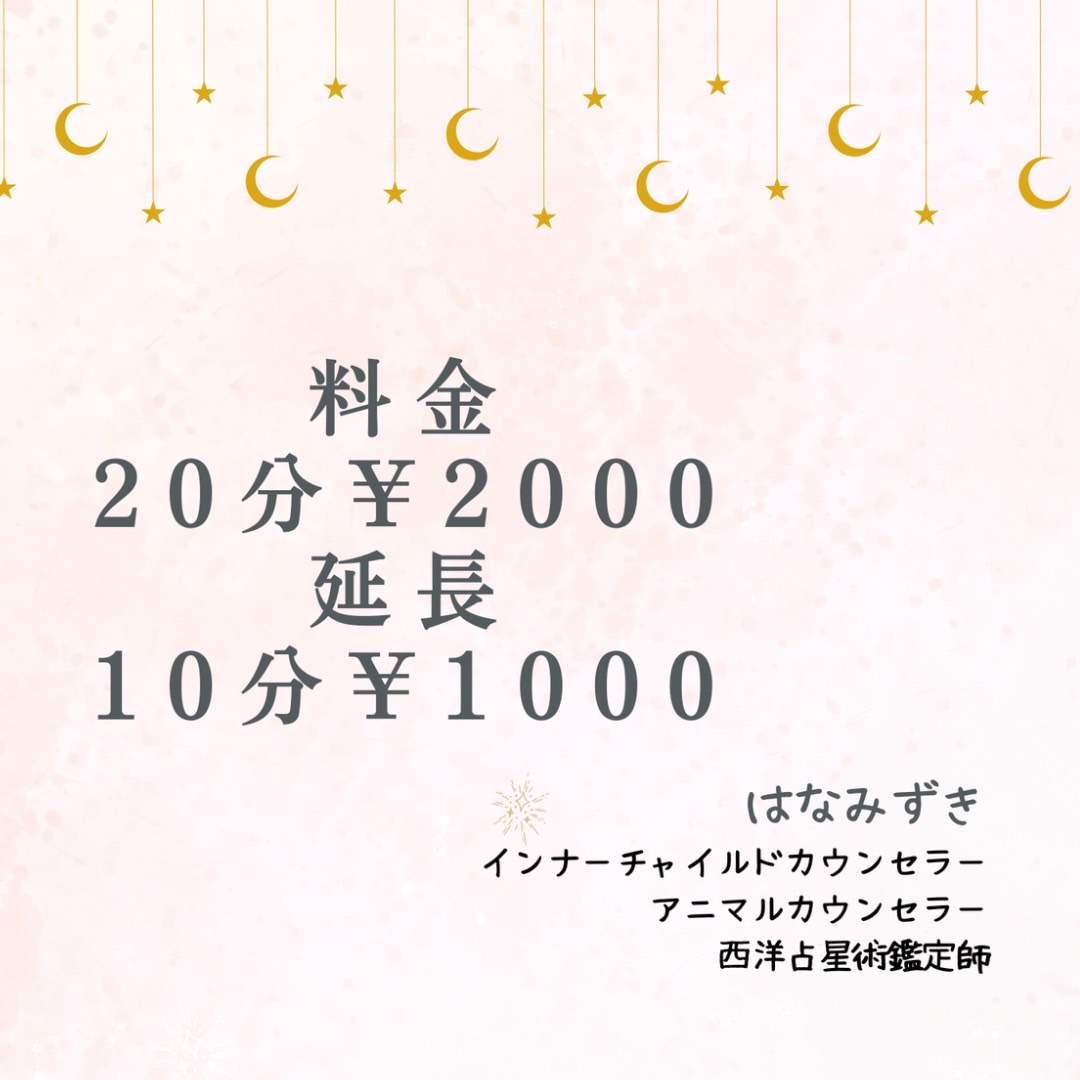 料金
20分¥2000
延長
10分¥1000
はなみずき
インナーチャイルドカウンセラー
アニマルカウンセラー
西洋占星術鑑定師